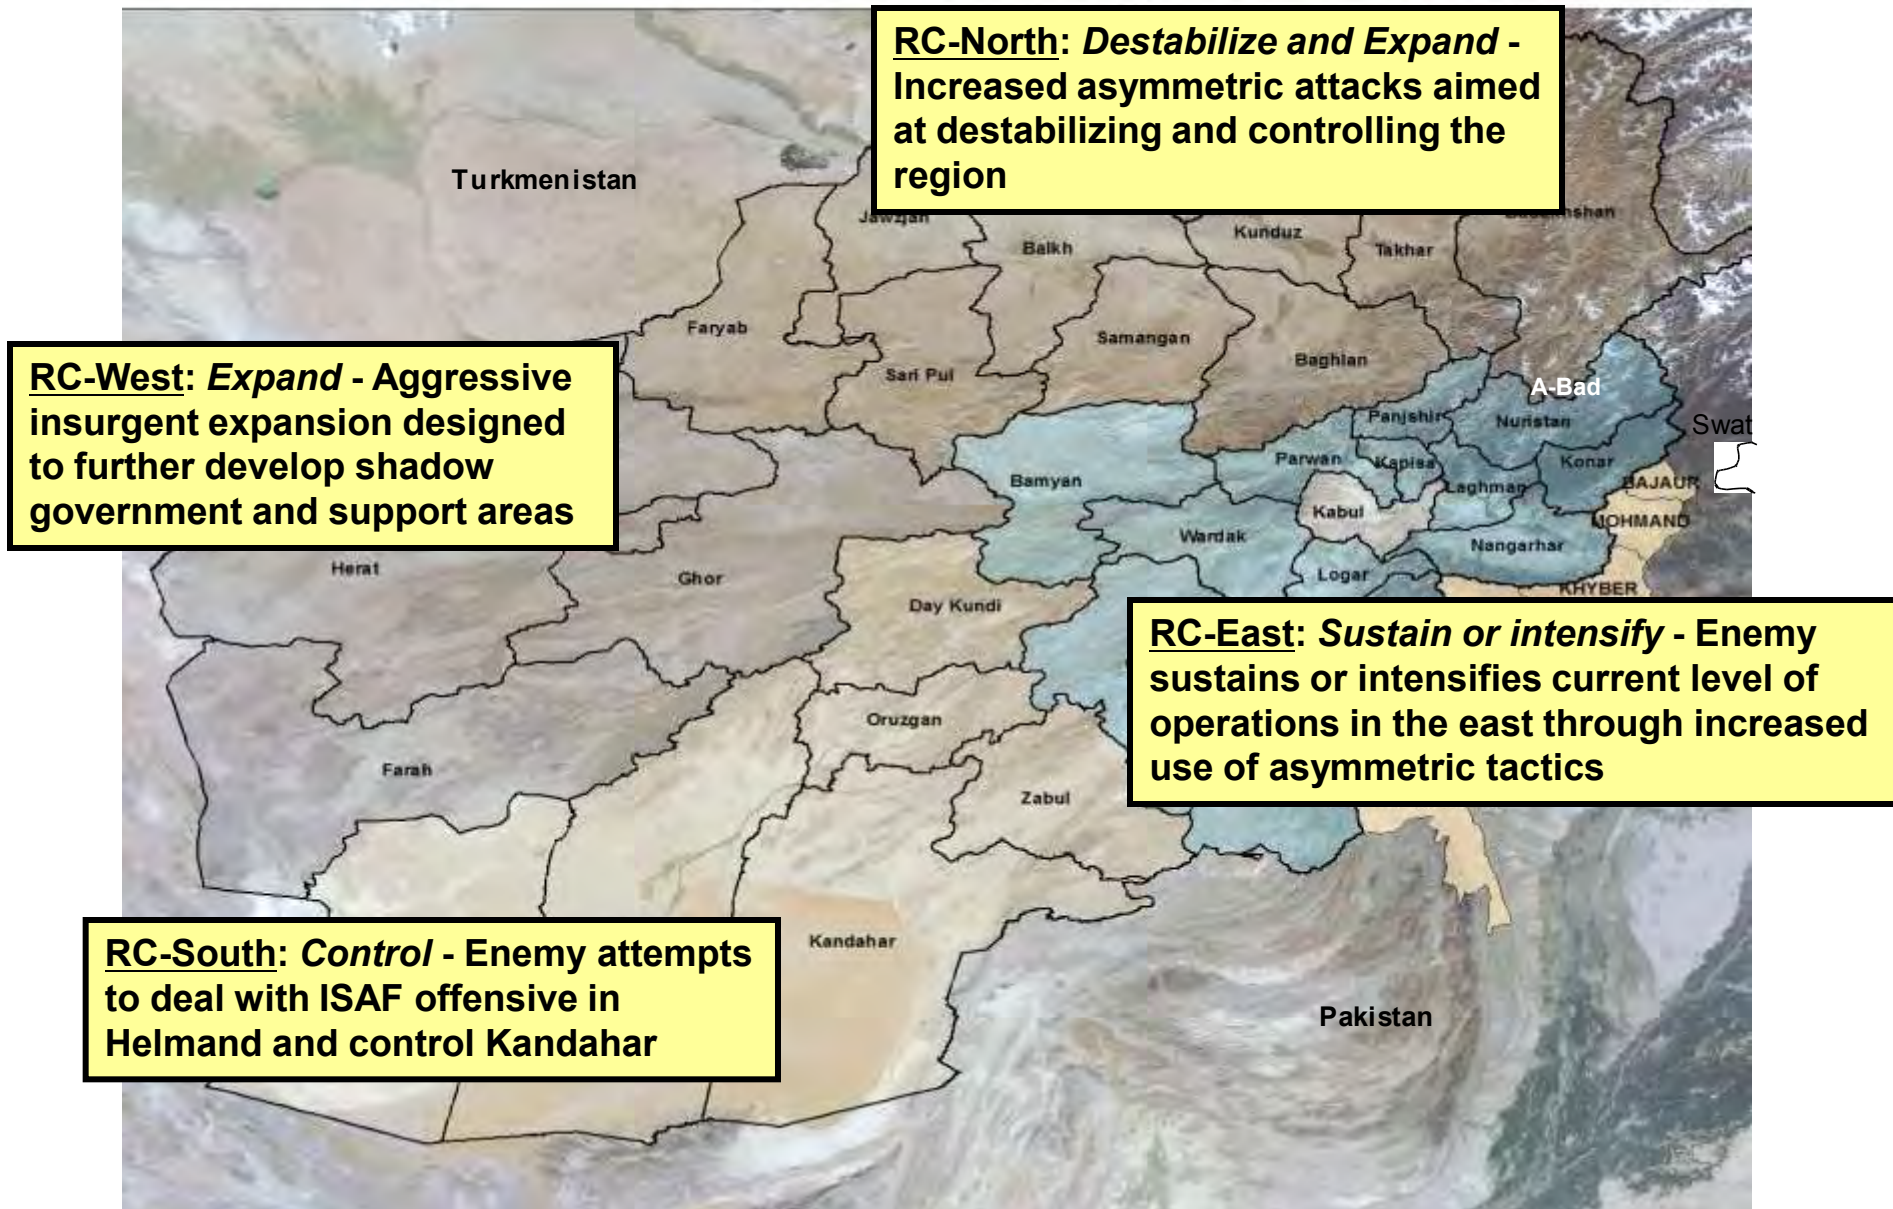 RC-North: Destabilize and Expand -
Increased asymmetric attacks aimed
at destabilizing and controlling the
region
Turkmenistan
Jawzjan
Balkh
Kunduz
Takhar
Faryab
Sari Pul
Samangan
Baghlan
A-Bad
RC-West: Expand - Aggressive
insurgent expansion designed
to further develop shadow
government and support areas
Panjshir
Nuristan
Swat
Bamyan
Parwan
Kapisa
Konar
Laghman
BAJAUR
Kabul
MOHMAND
Wardak
Nangarhar
Herat
Ghor
Logar
KHYBER
Day Kundi
RC-East: Sustain or intensify - Enemy
sustains or intensifies current level of
operations in the east through increased
use of asymmetric tactics
Oruzgan
Farah
Zabul
RC-South: Control - Enemy attempts
to deal with ISAF offensive in
Helmand and control Kandahar
Kandahar
Pakistan